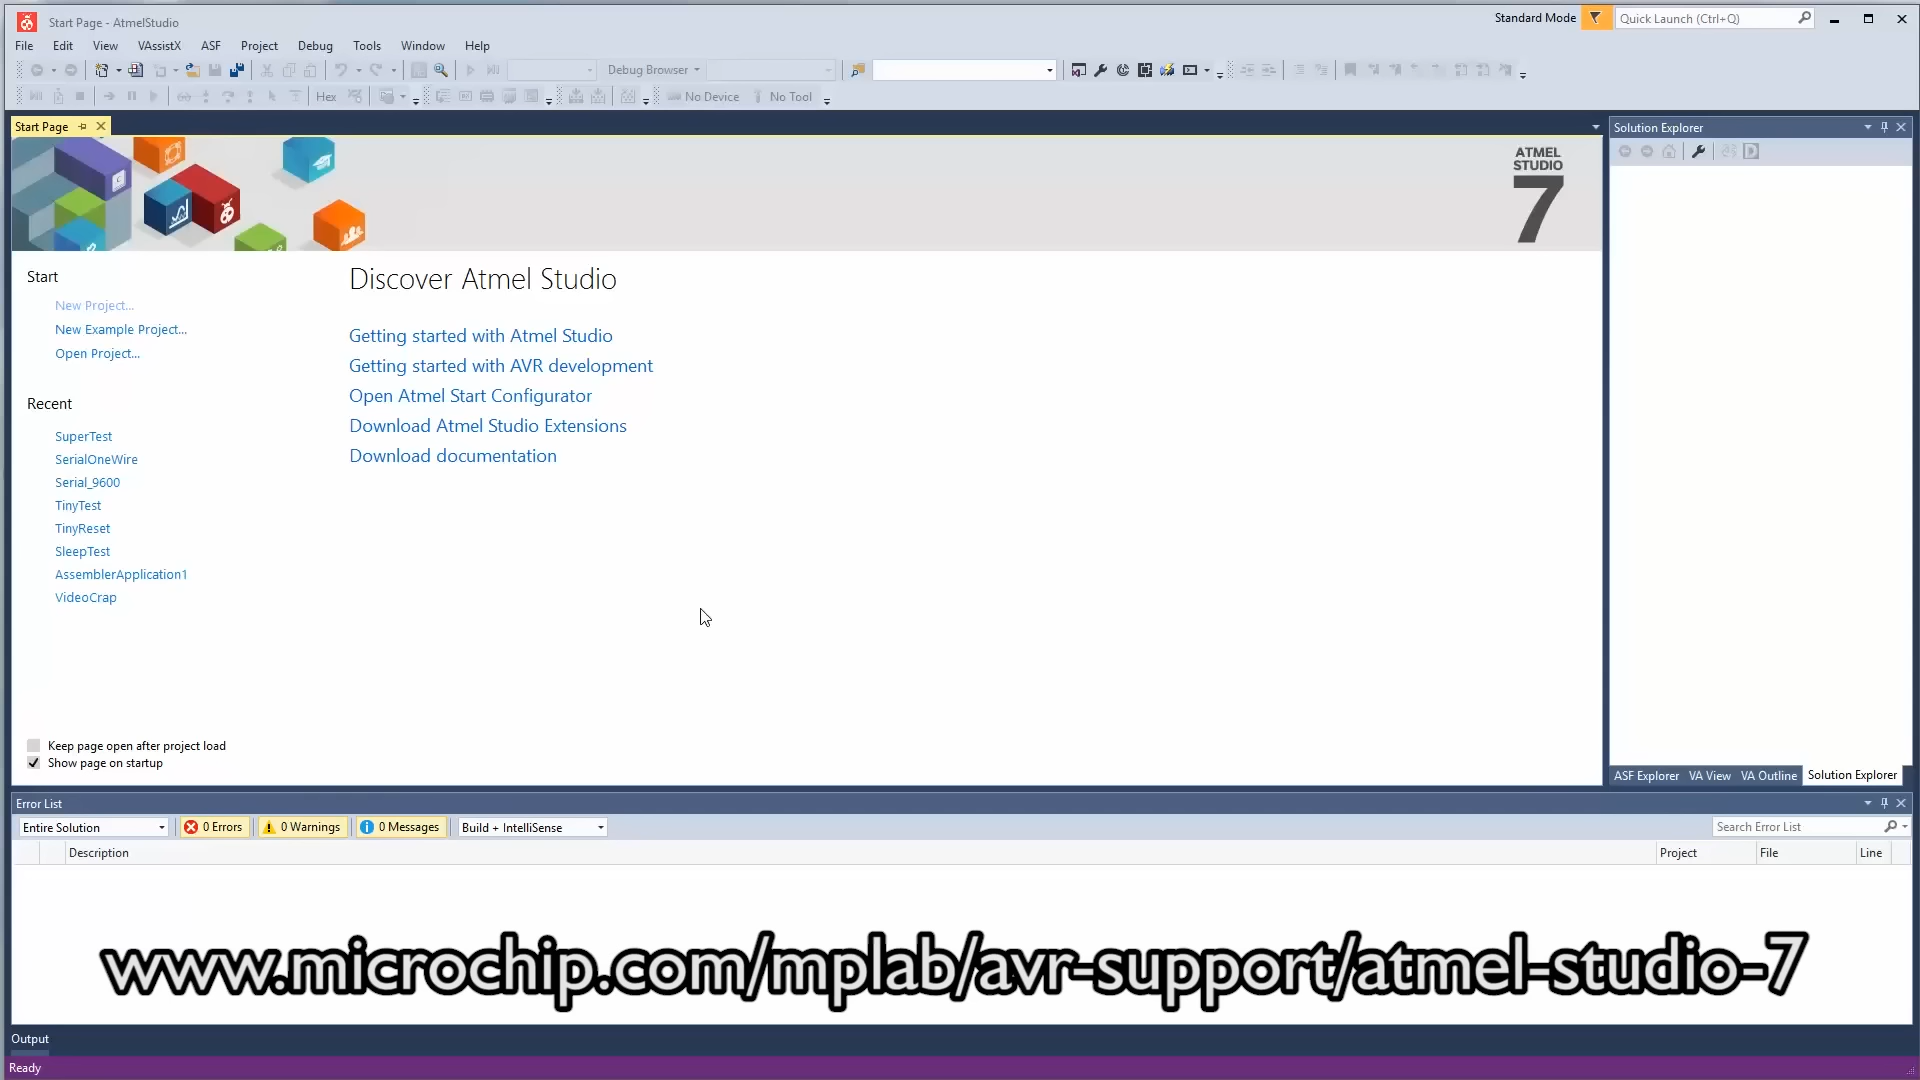 Start Page - AtmelStudio
Standard Mode
Quick Launch (Ctrl+Q)
File Edit View VAssistX ASF Project Debug Tools Window Help
Debug Browser
Hex
No Device
No Tool
Start Page
ATMEL
STUDIO
7
Start
New Project...
New Example Project...
Open Project...
Recent
SuperTest
SerialOneWire
Serial_9600
TinyTest
TinyReset
SleepTest
AssemblerApplication1
VideoCrap
Discover Atmel Studio
Getting started with Atmel Studio
Getting started with AVR development
Open Atmel Start Configurator
Download Atmel Studio Extensions
Download documentation
Keep page open after project load
Show page on startup
Solution Explorer
ASF Explorer VA View VA Outline Solution Explorer
Error List
Entire Solution
0 Errors
0 Warnings
0 Messages
Build + IntelliSense
Search Error List
Description Project File Line
www.microchip.com/mplab/avr-support/atmel-studio-7
Output
Ready